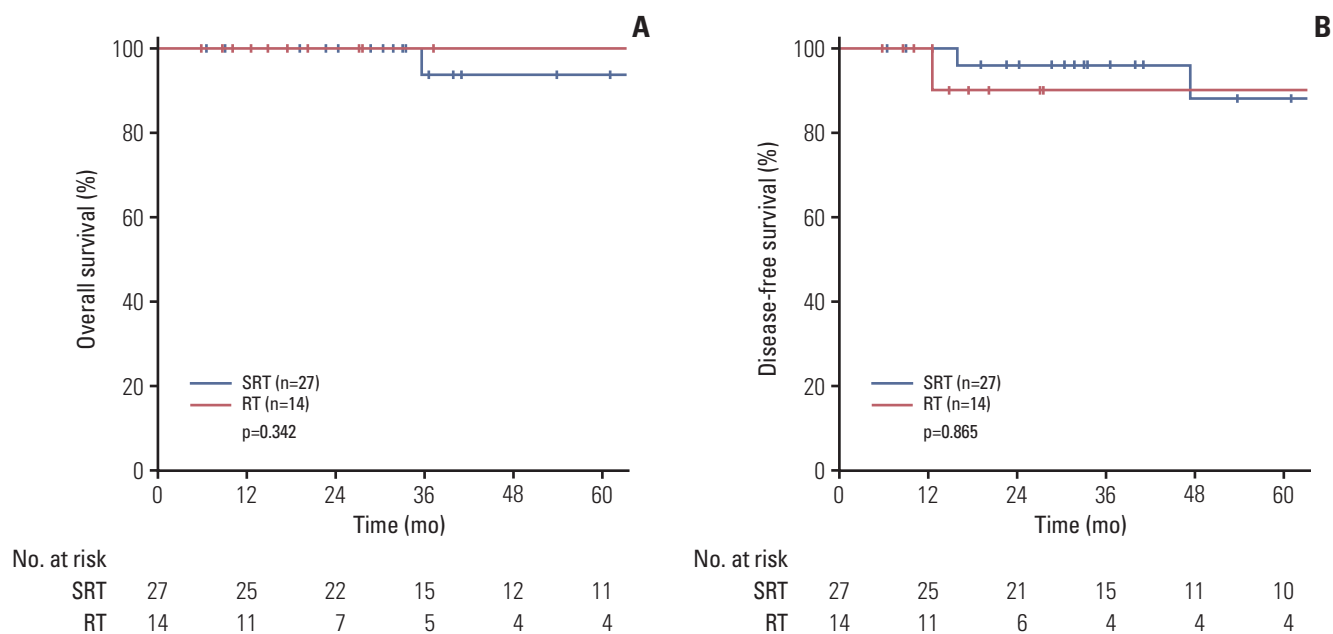 A
100
80
60
40
20
0
Overall survival (%)
SRT (n=27)
RT (n=14)
p=0.342
0 12 24 36 48 60
Time (mo)
No. at risk
SRT 27 25 22 15 12 11
RT 14 11 7 5 4 4
B
100
80
60
40
20
0
Disease-free survival (%)
SRT (n=27)
RT (n=14)
p=0.865
0 12 24 36 48 60
Time (mo)
No. at risk
SRT 27 25 21 15 11 10
RT 14 11 6 4 4 4